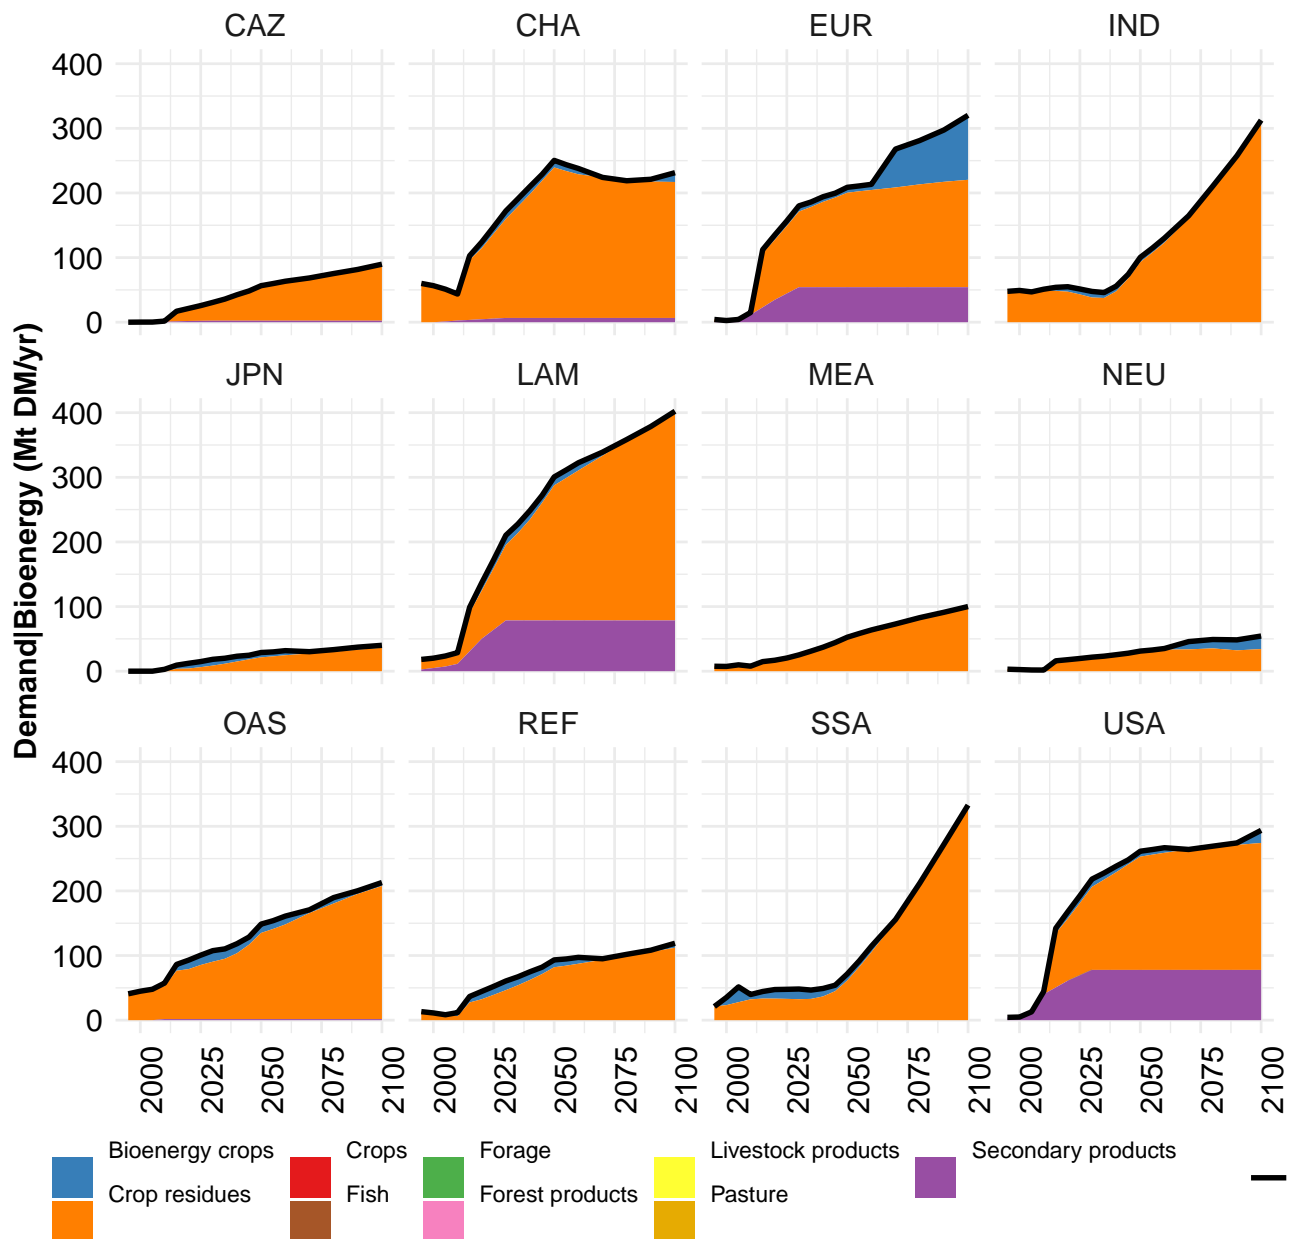 CAZ CHA EUR IND
400
300
200
100
0
JPN LAM MEA NEU
400
300
200
100
0
OAS REF SSA USA
400
300
200
100
0
Demand|Bioenergy (Mt DM/yr)
2000 2025 2050 2075 2100 2000 2025 2050 2075 2100 2000 2025 2050 2075 2100 2000 2025 2050 2075 2100
Bioenergy crops Crops Forage Livestock products Secondary products
Crop residues Fish Forest products Pasture